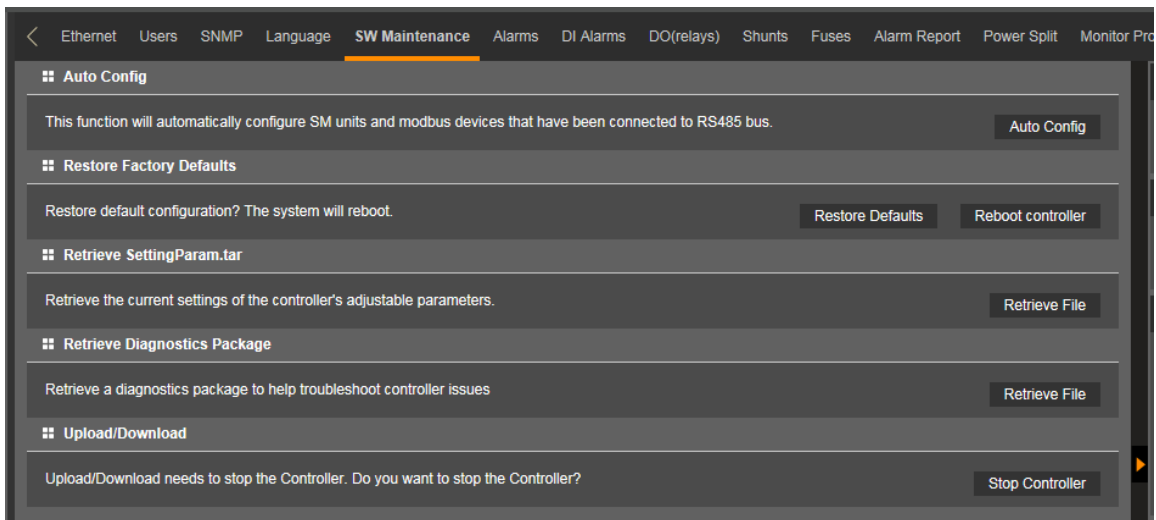 Ethernet Users SNMP Language SW Maintenance Alarms DI Alarms DO(relays) Shunts Fuses Alarm Report Power Split Monitor
Auto Config
This function will automatically configure SM units and modbus devices that have been connected to RS485 bus.
Auto Config
Restore Factory Defaults
Restore default configuration? The system will reboot.
Restore Defaults Reboot controller
Retrieve SettingParam.tar
Retrieve the current settings of the controller's adjustable parameters.
Retrieve File
Retrieve Diagnostics Package
Retrieve a diagnostics package to help troubleshoot controller issues
Retrieve File
Upload/Download
Upload/Download needs to stop the Controller. Do you want to stop the Controller?
Stop Controller